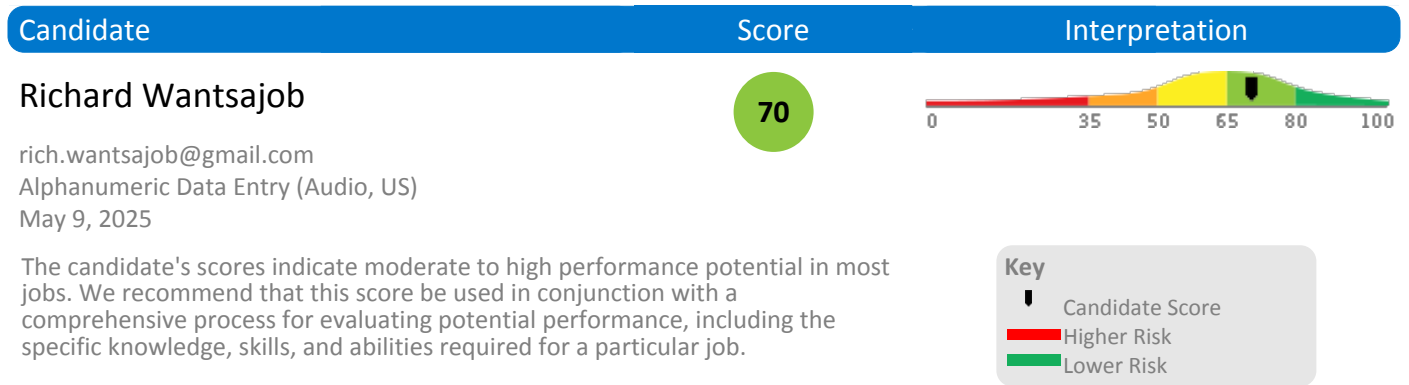 Candidate Score Interpretation
Richard Wantsajob
70
0 35 50 65 80 100
rich.wantsajob@gmail.com
Alphanumeric Data Entry (Audio, US)
May 9, 2025
The candidate's scores indicate moderate to high performance potential in most
jobs. We recommend that this score be used in conjunction with a
comprehensive process for evaluating potential performance, including the
specific knowledge, skills, and abilities required for a particular job.
Key
Candidate Score
Higher Risk
Lower Risk